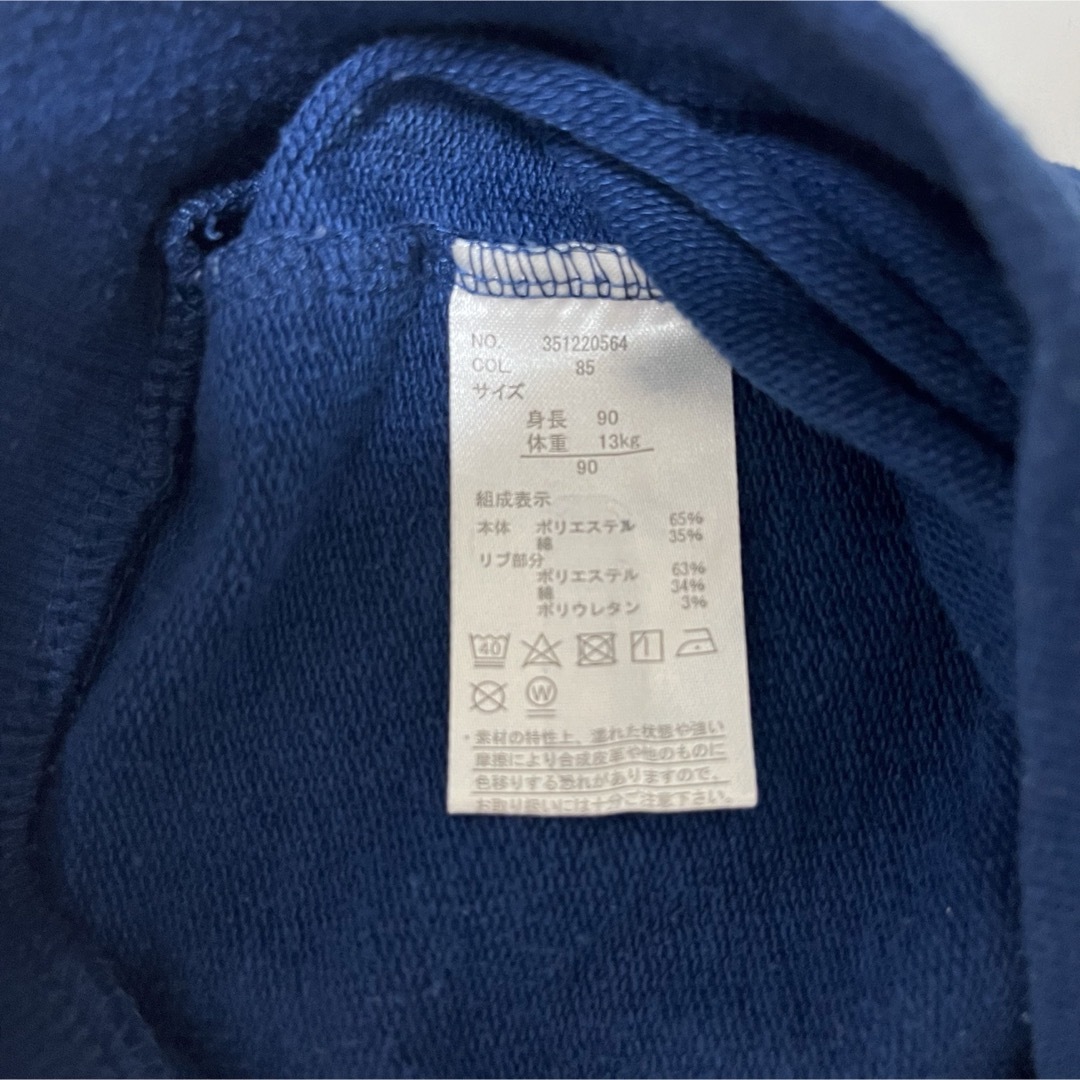 NO. 351220564
COL. 85
サイズ
身長 90
体重 13kg
90
組成表示
本体 ポリエステル 65%
綿 35%
リブ部分
ポリエステル 63%
綿 34%
ポリウレタン 3%
40
W
・素材の特性上、濡れた状態や強い
摩擦により合成皮革や他のものに
色移りする恐れがありますので、
お取り扱いには十分ご注意下さい。